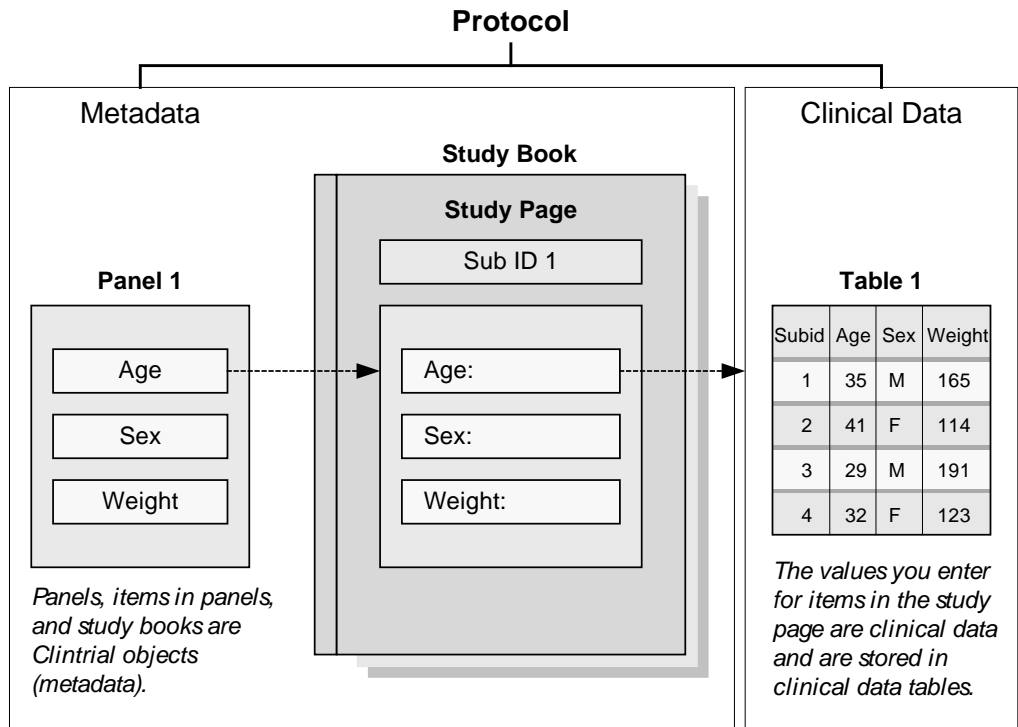 Protocol
Metadata
Clinical Data
Study Book
Study Page
Sub ID 1
Panel 1
Age
Sex
Weight
Age:
Sex:
Weight:
Panels, items in panels,
and study books are
Clintrial objects
(metadata).
Table 1
Subid Age Sex Weight
1 35 M 165
2 41 F 114
3 29 M 191
4 32 F 123
The values you enter
for items in the study
page are clinical data
and are stored in
clinical data tables.